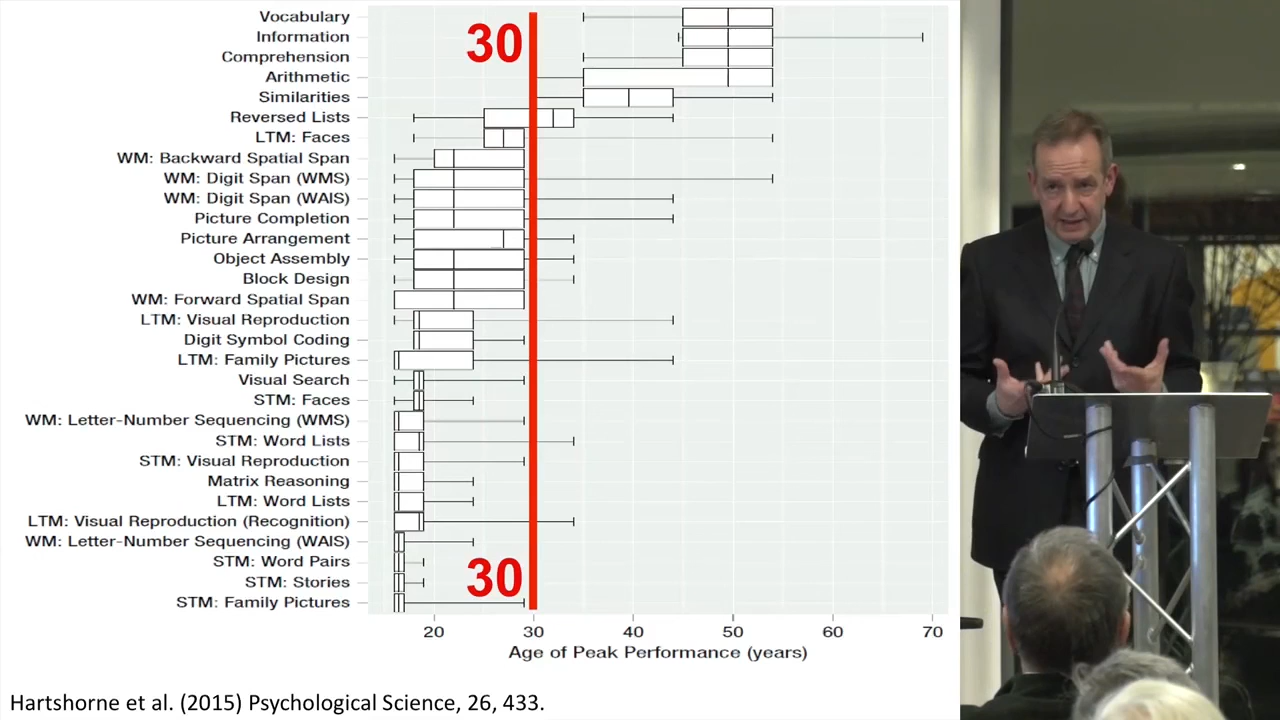 Vocabulary
Information
Comprehension
Arithmetic
Similarities
Reversed Lists
LTM: Faces
WM: Backward Spatial Span
WM: Digit Span (WMS)
WM: Digit Span (WAIS)
Picture Completion
Picture Arrangement
Object Assembly
Block Design
WM: Forward Spatial Span
LTM: Visual Reproduction
Digit Symbol Coding
LTM: Family Pictures
Visual Search
STM: Faces
WM: Letter-Number Sequencing (WMS)
STM: Word Lists
STM: Visual Reproduction
Matrix Reasoning
LTM: Word Lists
LTM: Visual Reproduction (Recognition)
WM: Letter-Number Sequencing (WAIS)
STM: Word Pairs
STM: Stories
STM: Family Pictures
30
30
20 30 40 50 60 70
Age of Peak Performance (years)
Hartshorne et al. (2015) Psychological Science, 26, 433.